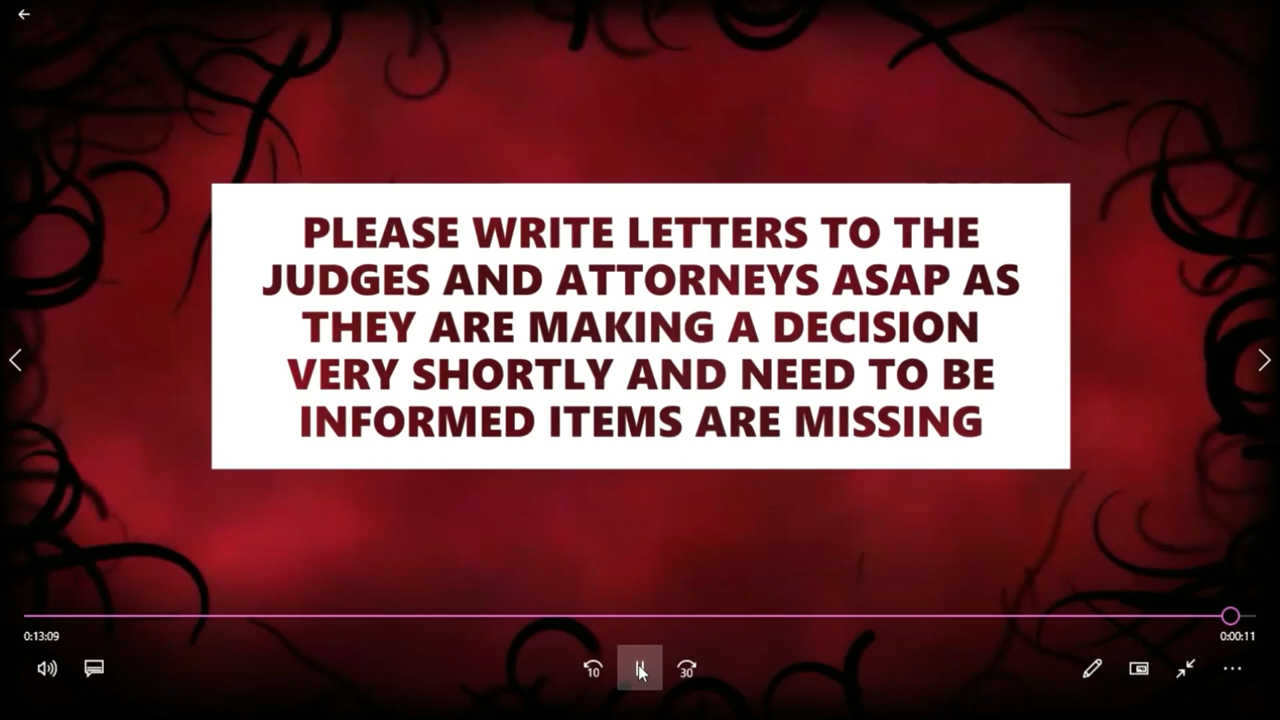 PLEASE WRITE LETTERS TO THE
JUDGES AND ATTORNEYS ASAP AS
THEY ARE MAKING A DECISION
VERY SHORTLY AND NEED TO BE
INFORMED ITEMS ARE MISSING
0:13:09
0:00:11
10
30